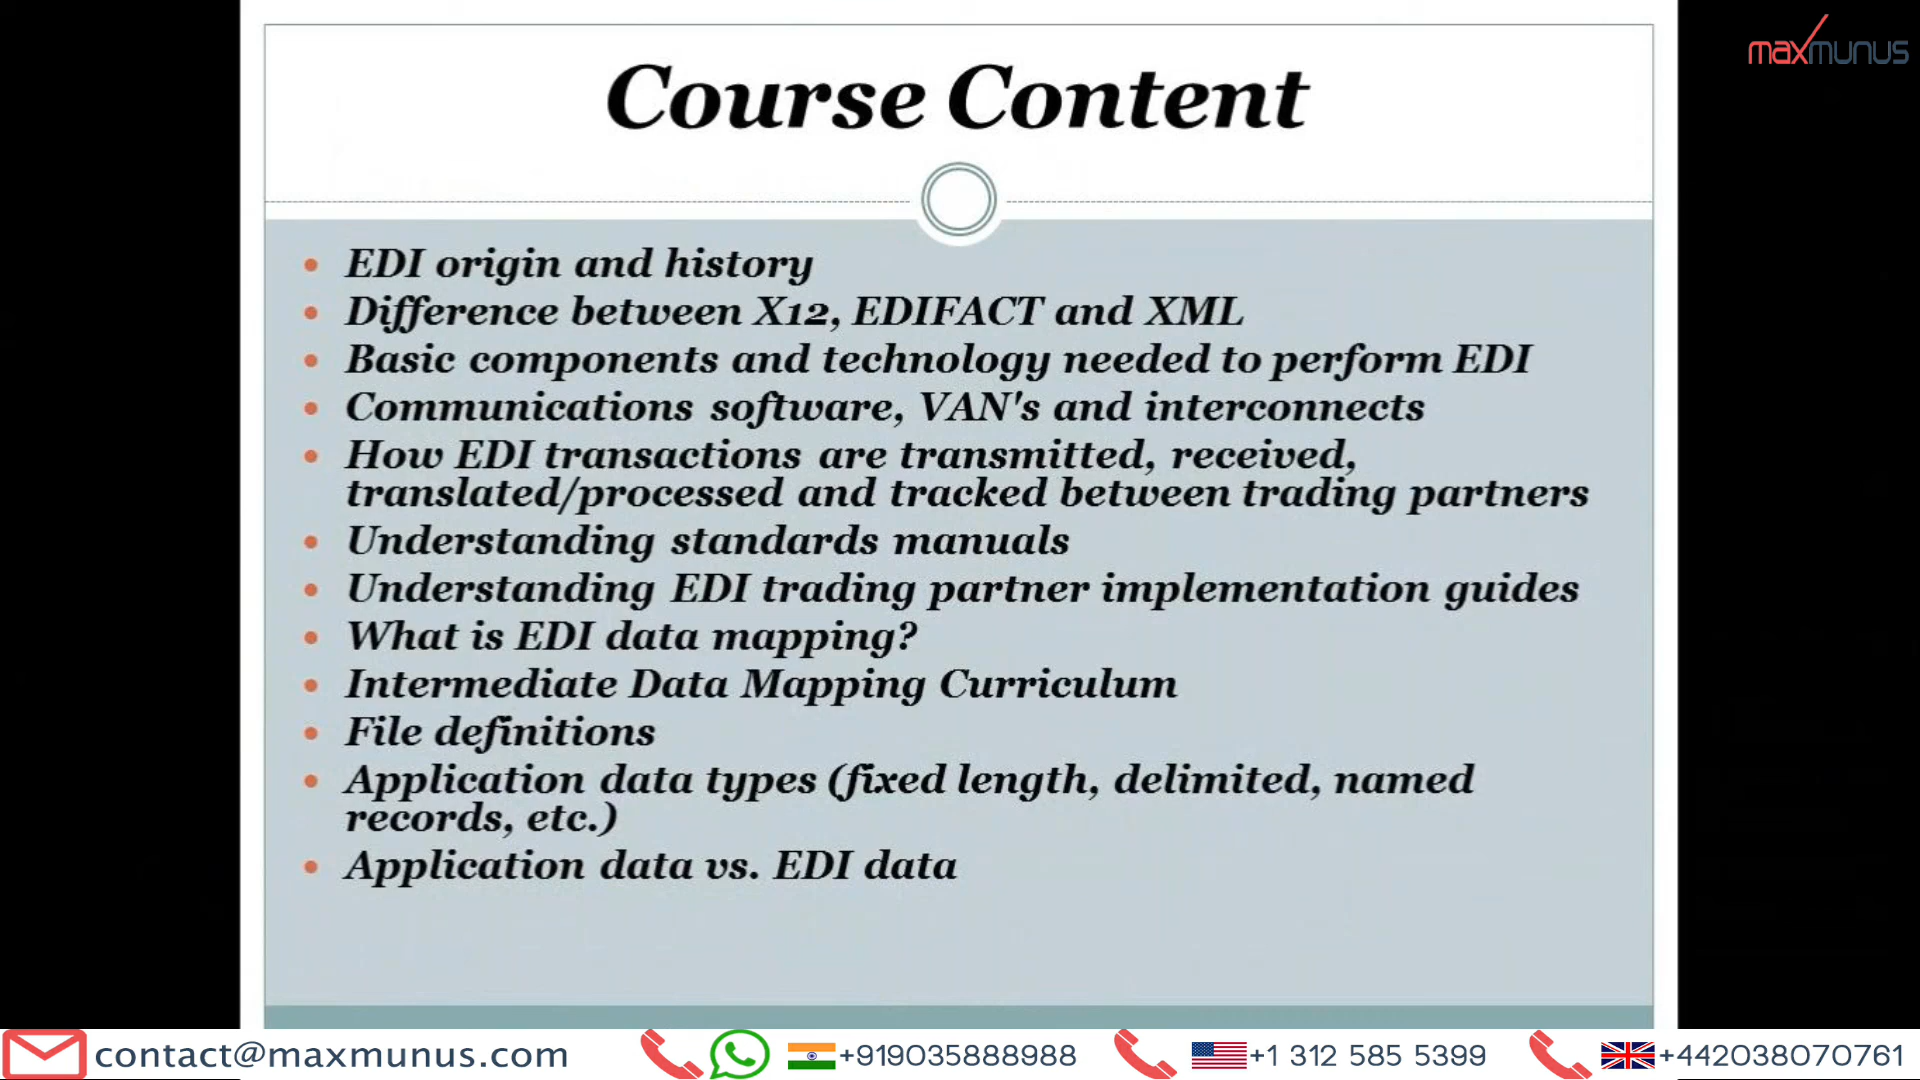 maxmunus
Course Content
EDI origin and history
Difference between X12, EDIFACT and XML
Basic components and technology needed to perform EDI
Communications software, VAN's and interconnects
How EDI transactions are transmitted, received,
translated/processed and tracked between trading partners
Understanding standards manuals
Understanding EDI trading partner implementation guides
What is EDI data mapping?
Intermediate Data Mapping Curriculum
File definitions
Application data types (fixed length, delimited, named
records, etc.)
Application data vs. EDI data
contact@maxmunus.com +919035888988 +1 312 585 5399 +442038070761